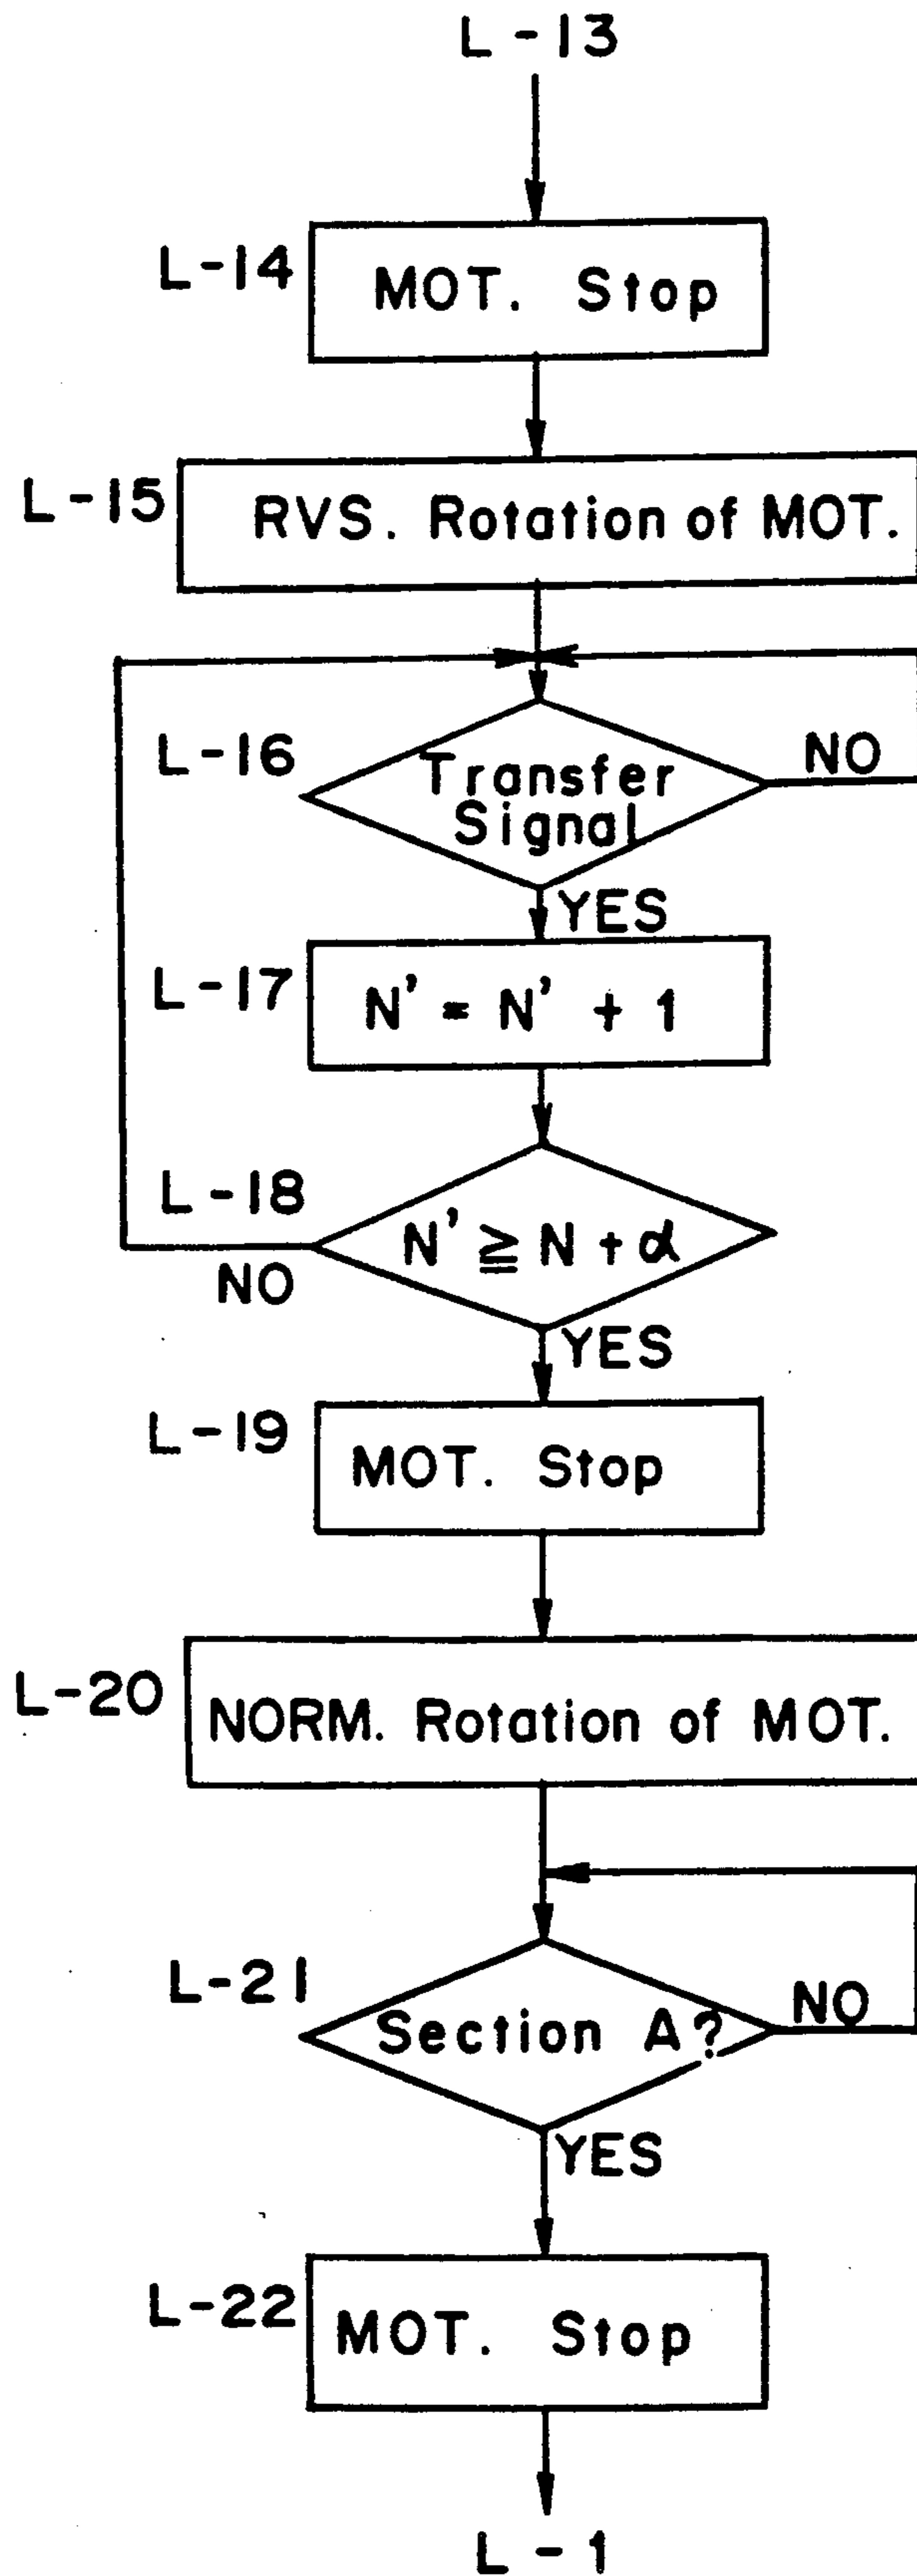 L-13
L-14
MOT. Stop
L-15
RVS. Rotation of MOT.
L-16
Transfer
Signal
NO
YES
L-17
N' = N' + 1
L-18
N' ≧ N + α
NO
YES
L-19
MOT. Stop
L-20
NORM. Rotation of MOT.
L-21
Section A?
NO
YES
L-22
MOT. Stop
L-1